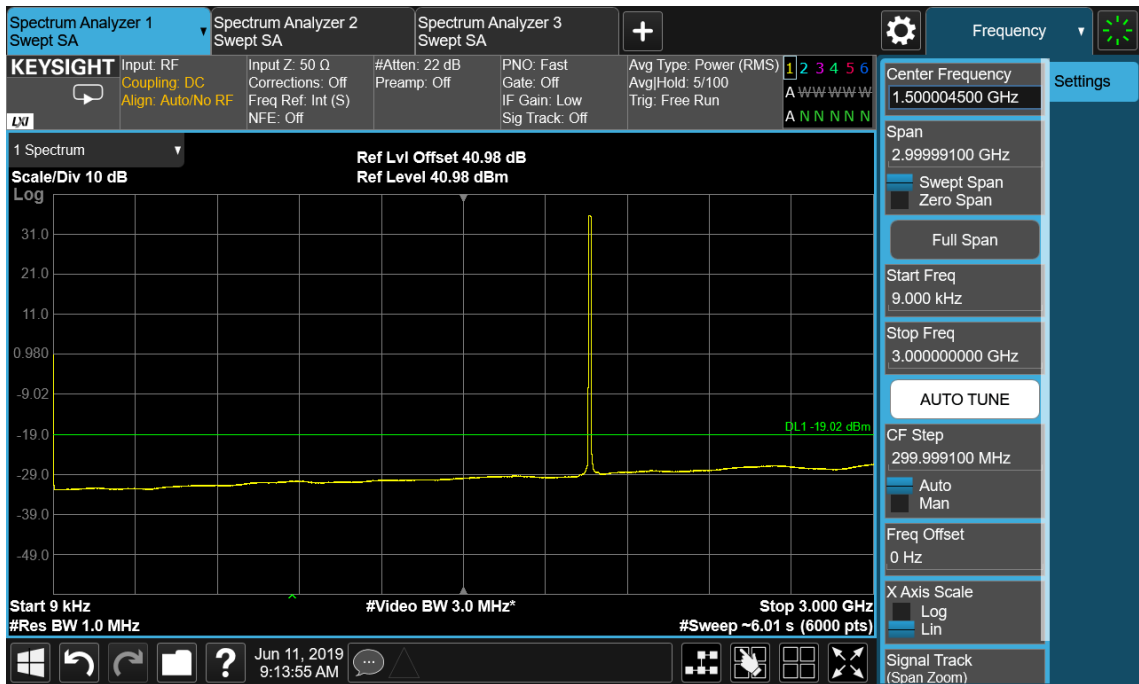 Spectrum Analyzer 1
Swept SA
Spectrum Analyzer 2
Swept SA
Spectrum Analyzer 3
Swept SA
Frequency
KEYSIGHT
LXI
Input: RF
Coupling: DC
Align: Auto/No RF
Input Z: 50 Ω
Corrections: Off
Freq Ref: Int (S)
NFE: Off
#Atten: 22 dB
Preamp: Off
PNO: Fast
Gate: Off
IF Gain: Low
Sig Track: Off
Avg Type: Power (RMS)
Avg|Hold: 5/100
Trig: Free Run
1 2 3 4 5 6
A W W W W W
A N N N N N
1 Spectrum
Scale/Div 10 dB
Log
Ref Lvl Offset 40.98 dB
Ref Level 40.98 dBm
31.0
21.0
11.0
0.980
-9.02
-19.0
-29.0
-39.0
-49.0
DL1 -19.02 dBm
Start 9 kHz
#Res BW 1.0 MHz
#Video BW 3.0 MHz*
Stop 3.000 GHz
#Sweep ~6.01 s (6000 pts)
Center Frequency
1.500004500 GHz
Span
2.99999100 GHz
Swept Span
Zero Span
Full Span
Start Freq
9.000 kHz
Stop Freq
3.000000000 GHz
AUTO TUNE
CF Step
299.999100 MHz
Auto
Man
Freq Offset
0 Hz
X Axis Scale
Log
Lin
Signal Track
(Span Zoom)
Settings
?
Jun 11, 2019
9:13:55 AM